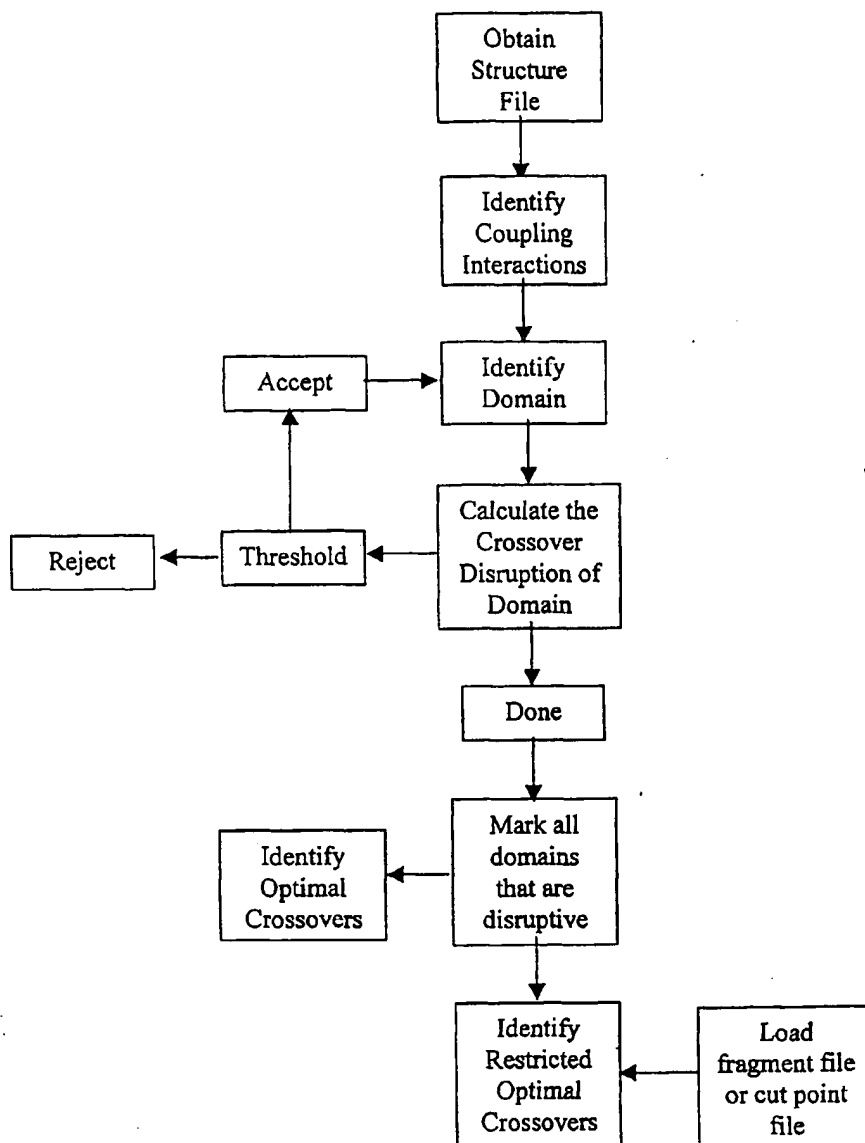 Obtain
Structure
File
Identify
Coupling
Interactions
Accept
Identify
Domain
Reject
Threshold
Calculate the
Crossover
Disruption of
Domain
Done
Identify
Optimal
Crossovers
Mark all
domains
that are
disruptive
Identify
Restricted
Optimal
Crossovers
Load
fragment file
or cut point
file